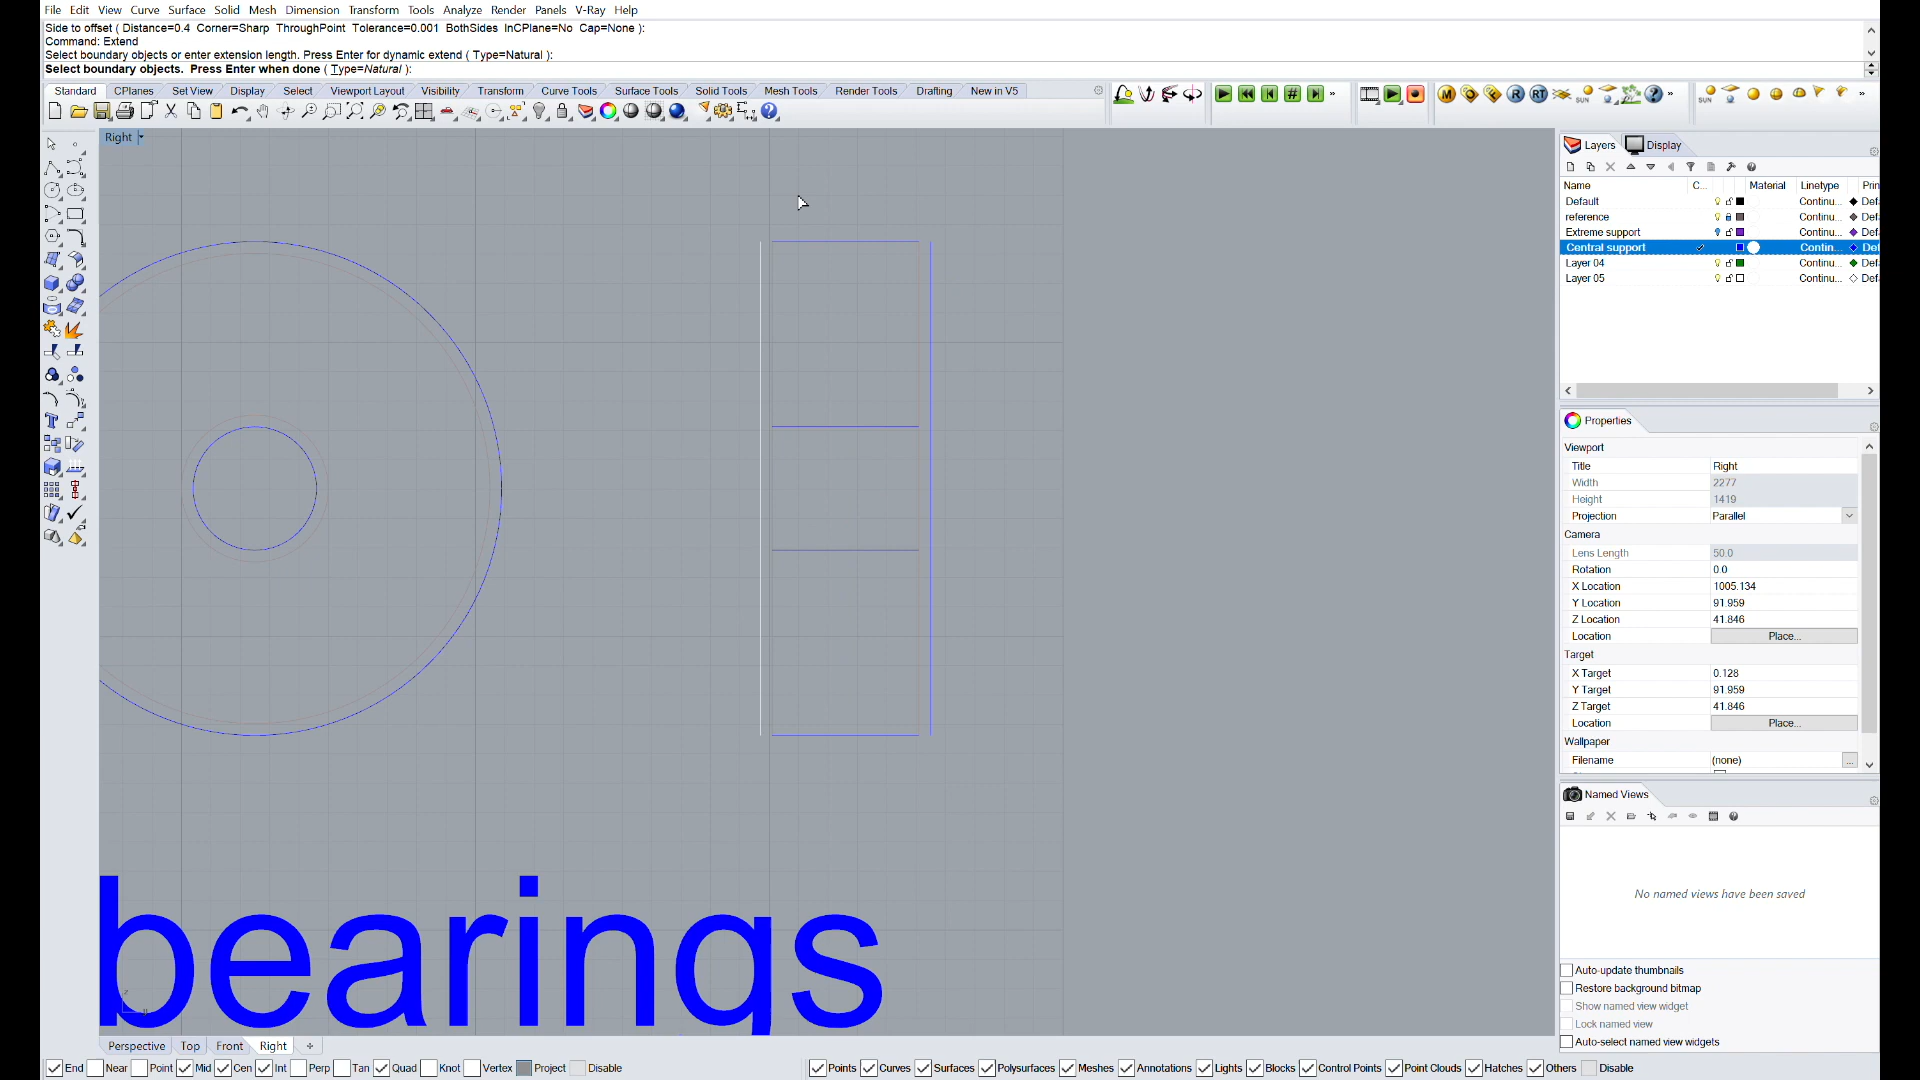 File Edit View Curve Surface Solid Mesh Dimension Transform Tools Analyze Render Panels V-Ray Help
Side to offset ( Distance=0.4 Corner=Sharp ThroughPoint Tolerance=0.001 BothSides InCPlane=No Cap=None ):
Command: Extend
Select boundary objects or enter extension length. Press Enter for dynamic extend ( Type=Natural ):
Select boundary objects. Press Enter when done ( Type=Natural ):
Standard CPlanes Set View Display Select Viewport Layout Visibility Transform Curve Tools Surface Tools Solid Tools Mesh Tools Render Tools Drafting New in V5
Right
Layers Display
Name C... Material Linetype Prin
Default Continu... Def
reference Continu... Def
Extreme support Continu... Def
Central support Contin... De
Layer 04 Continu... Def
Layer 05 Continu... Def
Properties
Viewport
Title Right
Width 2277
Height 1419
Projection Parallel
Camera
Lens Length 50.0
Rotation 0.0
X Location 1005.134
Y Location 91.959
Z Location 41.846
Location Place...
Target
X Target 0.128
Y Target 91.959
Z Target 41.846
Location Place...
Wallpaper
Filename (none) ...
Named Views
No named views have been saved
bearings
Auto-update thumbnails
Restore background bitmap
Show named view widget
Lock named view
Auto-select named view widgets
Perspective Top Front Right
End Near Point Mid Cen Int Perp Tan Quad Knot Vertex Project Disable
Points Curves Surfaces Polysurfaces Meshes Annotations Lights Blocks Control Points Point Clouds Hatches Others Disable